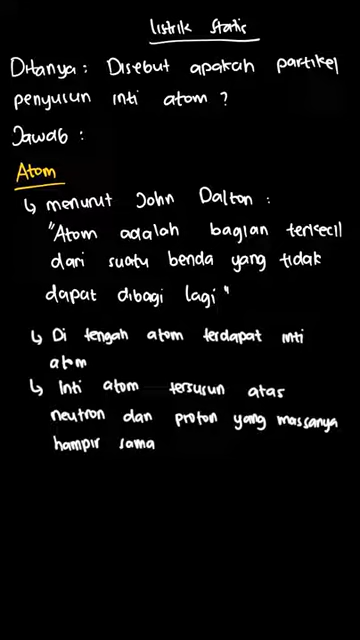 Listrik Static
Ditanya : Disebut apakah partikel
penyusun inti atom ?
Jawab :
Atom
↳ menurut John Dalton :
"Atom adalah bagian terkecil
dari suatu benda yang tidak
dapat dibagi lagi"
↳ Di tengah atom terdapat inti
atom
↳ Inti atom tersusun atas
neutron dan proton yang massanya
hampir sama